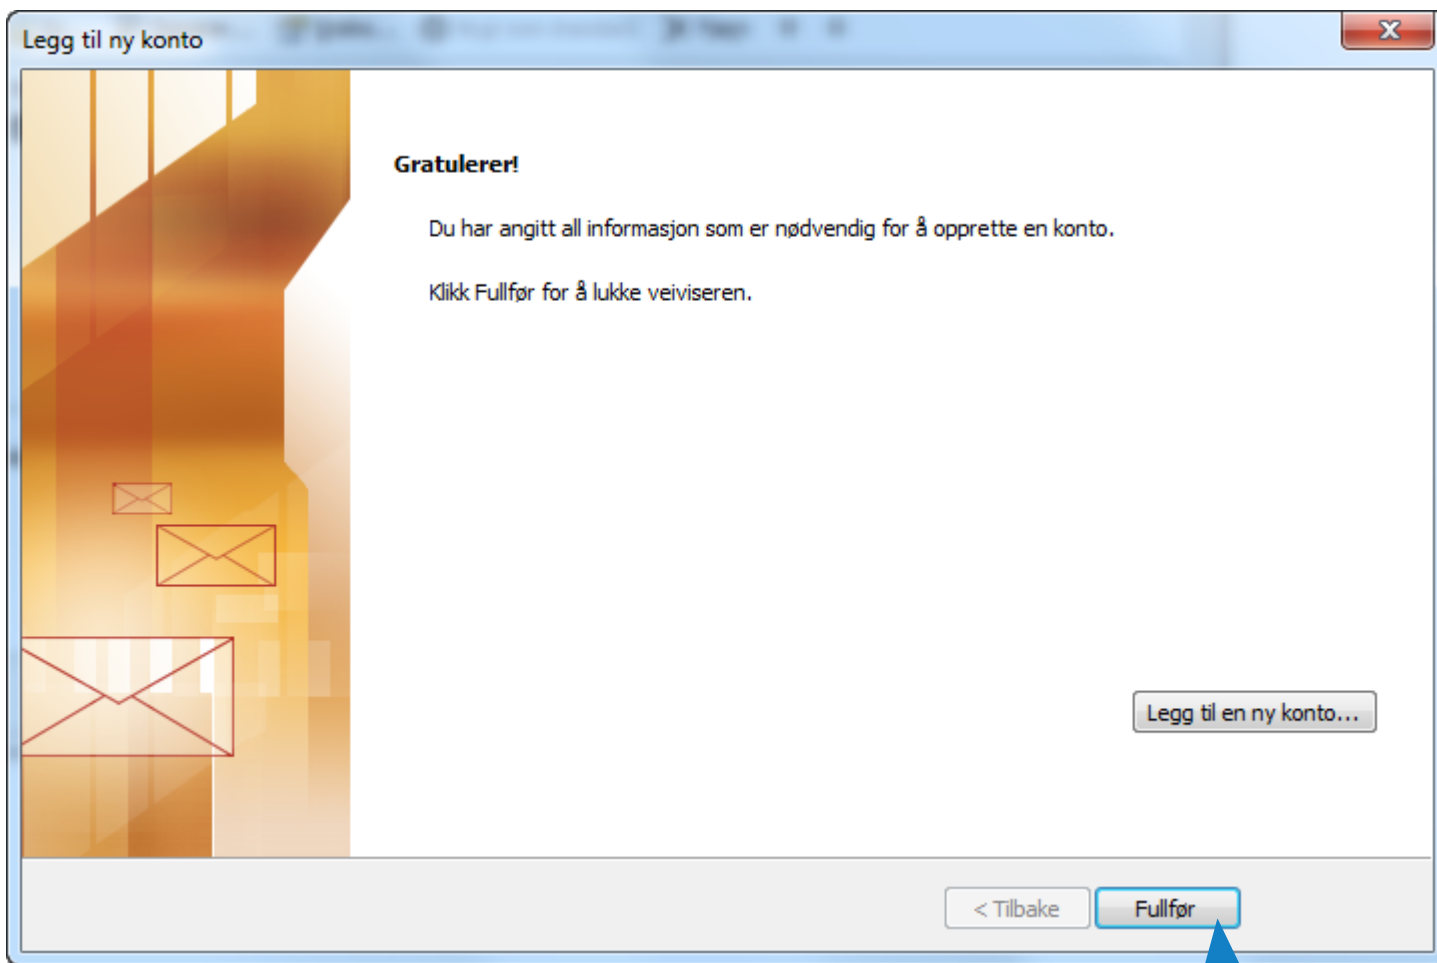 Legg til ny konto
Gratulerer!
Du har angitt all informasjon som er nødvendig for å opprette en konto.
Klikk Fullfør for å lukke veiviseren.
Legg til en ny konto...
< Tilbake
Fullfør